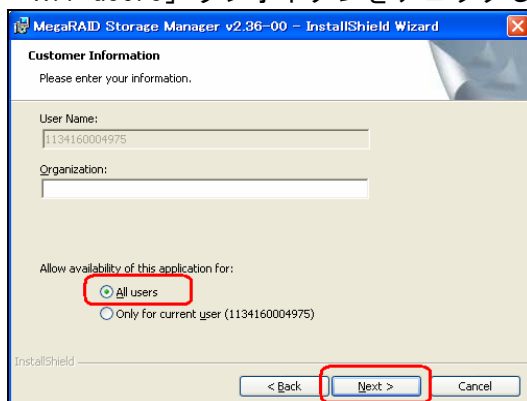 MegaRAID Storage Manager v2.36-00 - InstallShield Wizard
Customer Information
Please enter your information.
User Name:
1134160004975
Organization:
Allow availability of this application for:
All users
Only for current user (1134160004975)
InstallShield
< Back Next > Cancel